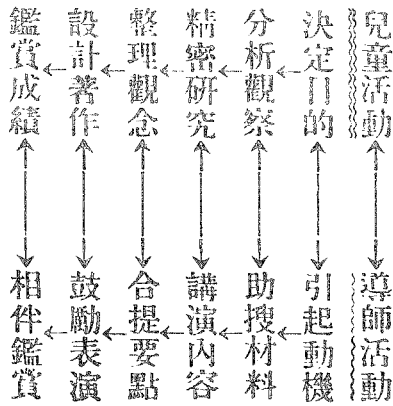 兒童活動
決定目的
分析觀察
精密研究
整理觀念
設計著作
鑑賞成績
導師活動
引起動機
助搜材料
講演內容
合提要點
鼓勵表演
相伴鑑賞